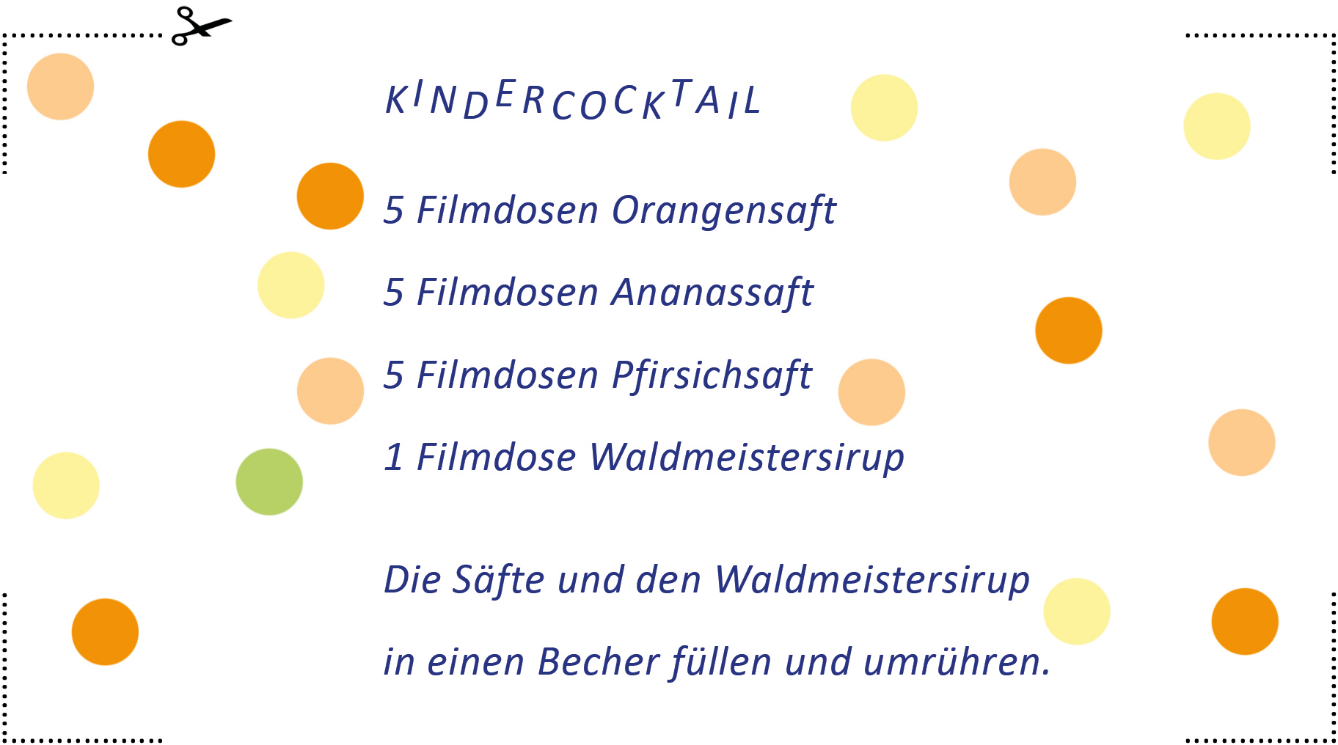 KINDERCOCKTAIL
5 Filmdosen Orangensaft
5 Filmdosen Ananassaft
5 Filmdosen Pfirsichsaft
1 Filmdose Waldmeistersirup
Die Säfte und den Waldmeistersirup
in einen Becher füllen und umrühren.